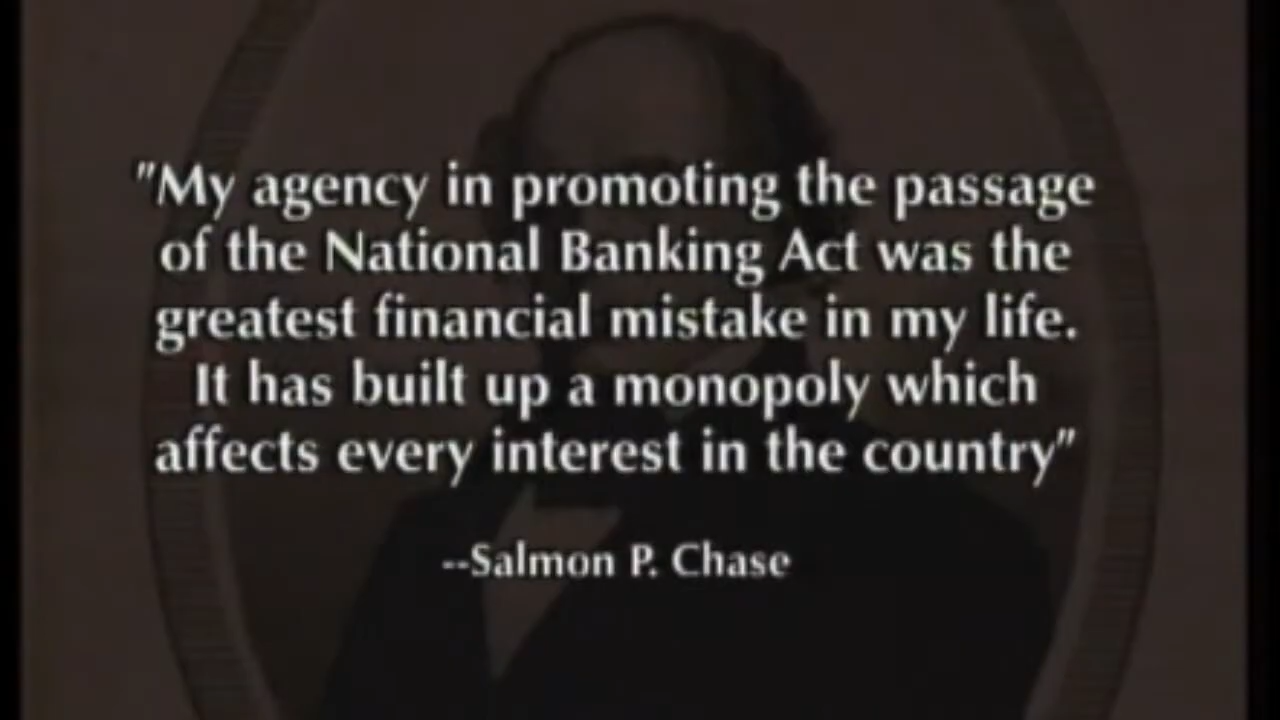 "My agency in promoting the passage
of the National Banking Act was the
greatest financial mistake in my life.
It has built up a monopoly which
affects every interest in the country"
--Salmon P. Chase